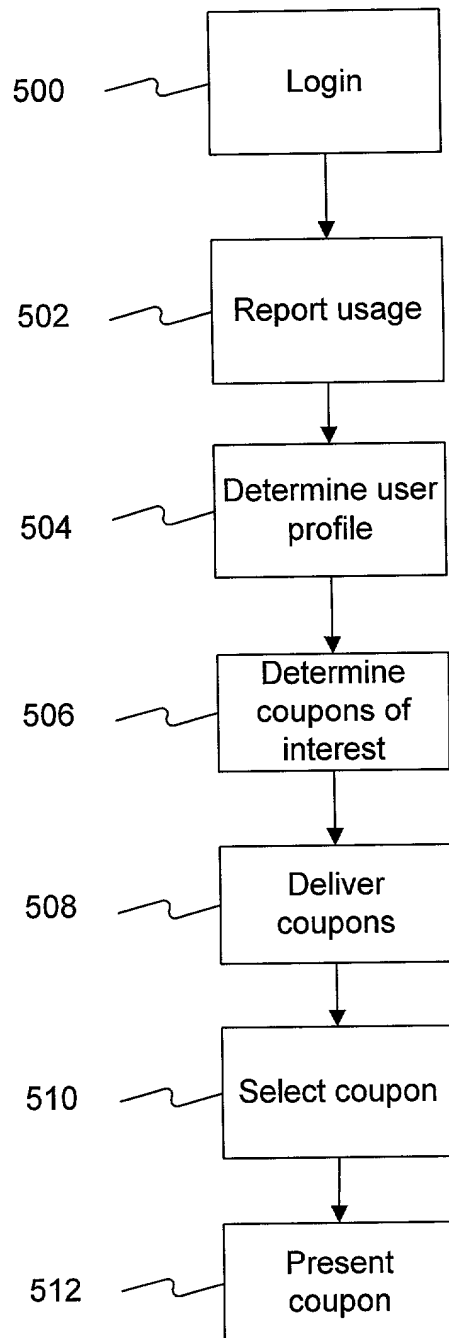 500 Login
502 Report usage
504 Determine user
profile
506 Determine
coupons of
interest
508 Deliver
coupons
510 Select coupon
512 Present
coupon